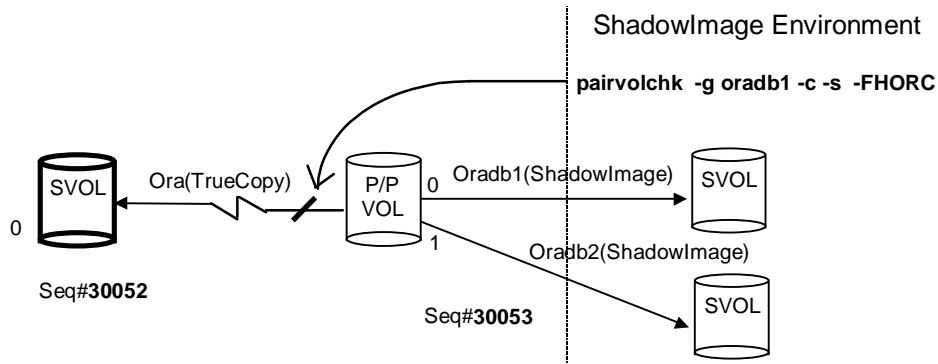 ShadowImage Environment
pairvolchk -g oradb1 -c -s -FHORC
SVOL
0
Ora(TrueCopy)
P/P
VOL
0
1
Oradb1(ShadowImage)
SVOL
Oradb2(ShadowImage)
SVOL
Seq#30052
Seq#30053